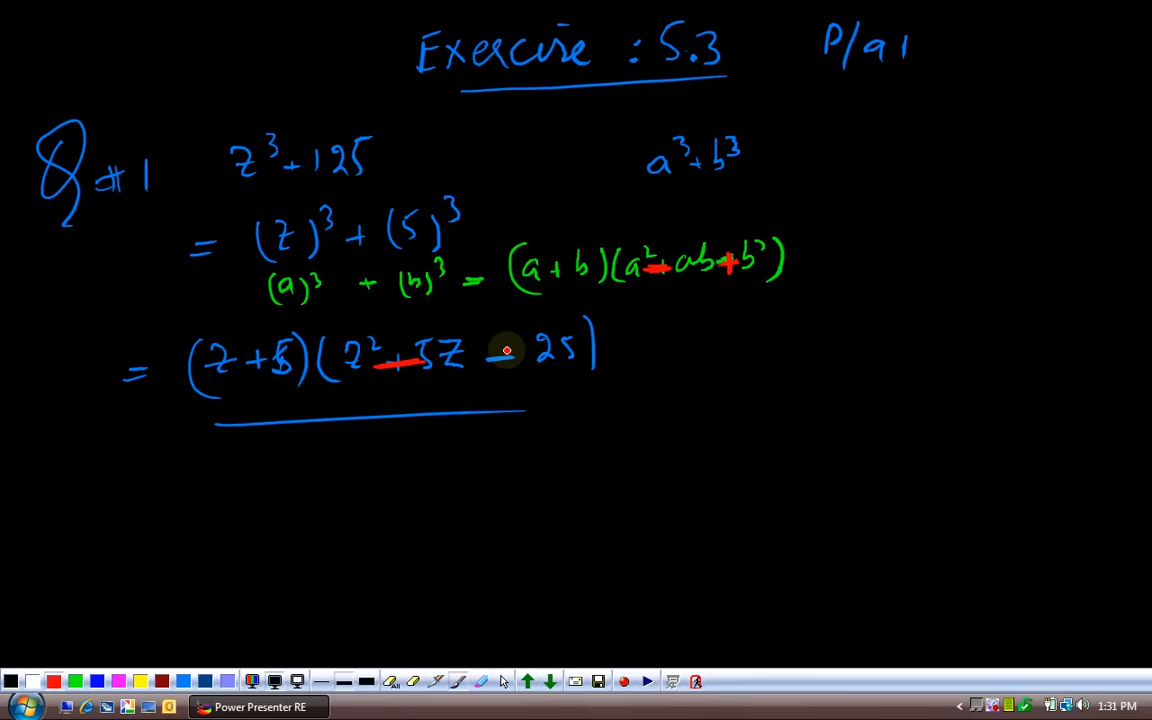 Exercise : 5.3 P/a1
Q#1 z³+125 a³+b³
= (z)³ + (5)³
(a)³ + (b)³ = (a + b)(a² - ab + b²)
= (z + 5)(z² - 5z - 25)
Power Presenter RE
1:31 PM